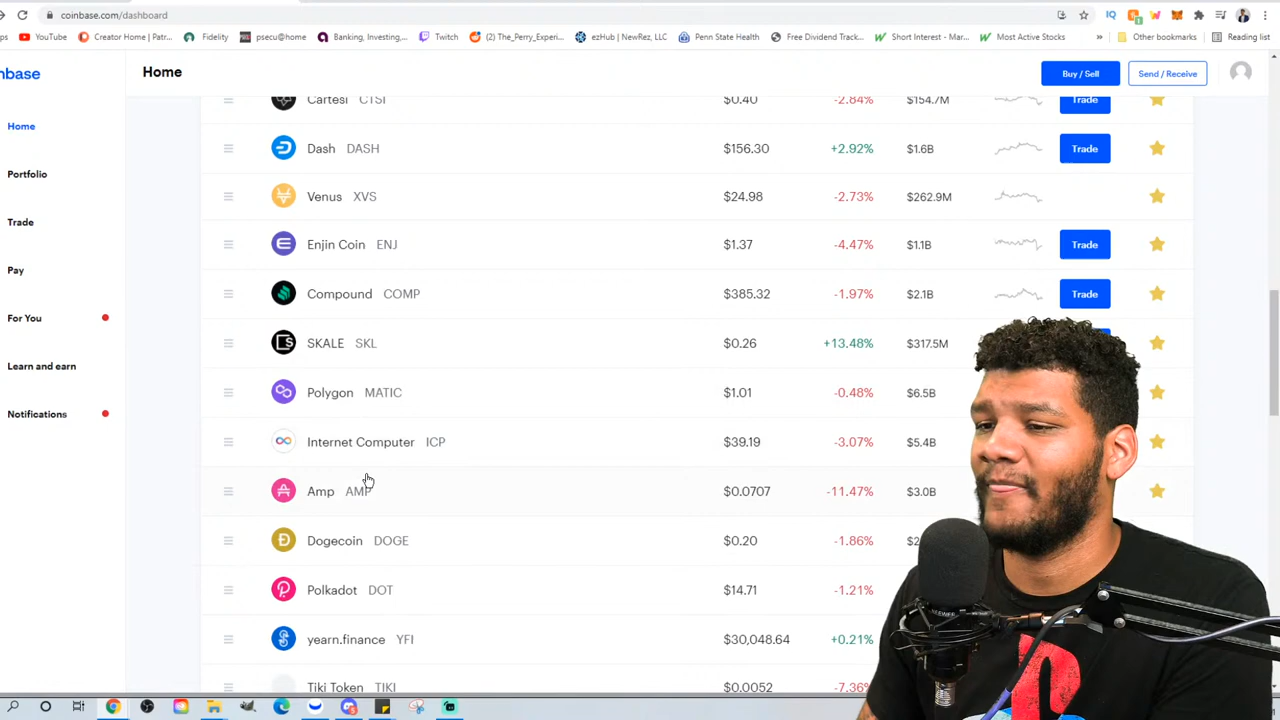 coinbase.com/dashboard
YouTube Creator Home | Patr... Fidelity psecu@home Banking, Investing,... Twitch (2) The_Perry_Experi... ezHub | NewRez, LLC Penn State Health Free Dividend Track... Short Interest - Mar... Most Active Stocks » Other bookmarks Reading list
nbase Home Buy / Sell Send / Receive
Cartesi CTSI $0.40 -2.84% $154.7M Trade
Home
Dash DASH $156.30 +2.92% $1.6B Trade
Portfolio
Venus XVS $24.98 -2.73% $262.9M
Trade
Enjin Coin ENJ $1.37 -4.47% $1.1B Trade
Pay
Compound COMP $385.32 -1.97% $2.1B Trade
For You
SKALE SKL $0.26 +13.48% $317.5M
Learn and earn
Polygon MATIC $1.01 -0.48% $6.5B
Notifications
Internet Computer ICP $39.19 -3.07% $5.4B
Amp AMP $0.0707 -11.47% $3.0B
Dogecoin DOGE $0.20 -1.86%
Polkadot DOT $14.71 -1.21%
yearn.finance YFI $30,048.64 +0.21%
Tiki Token TIKI $0.0052 -7.36%